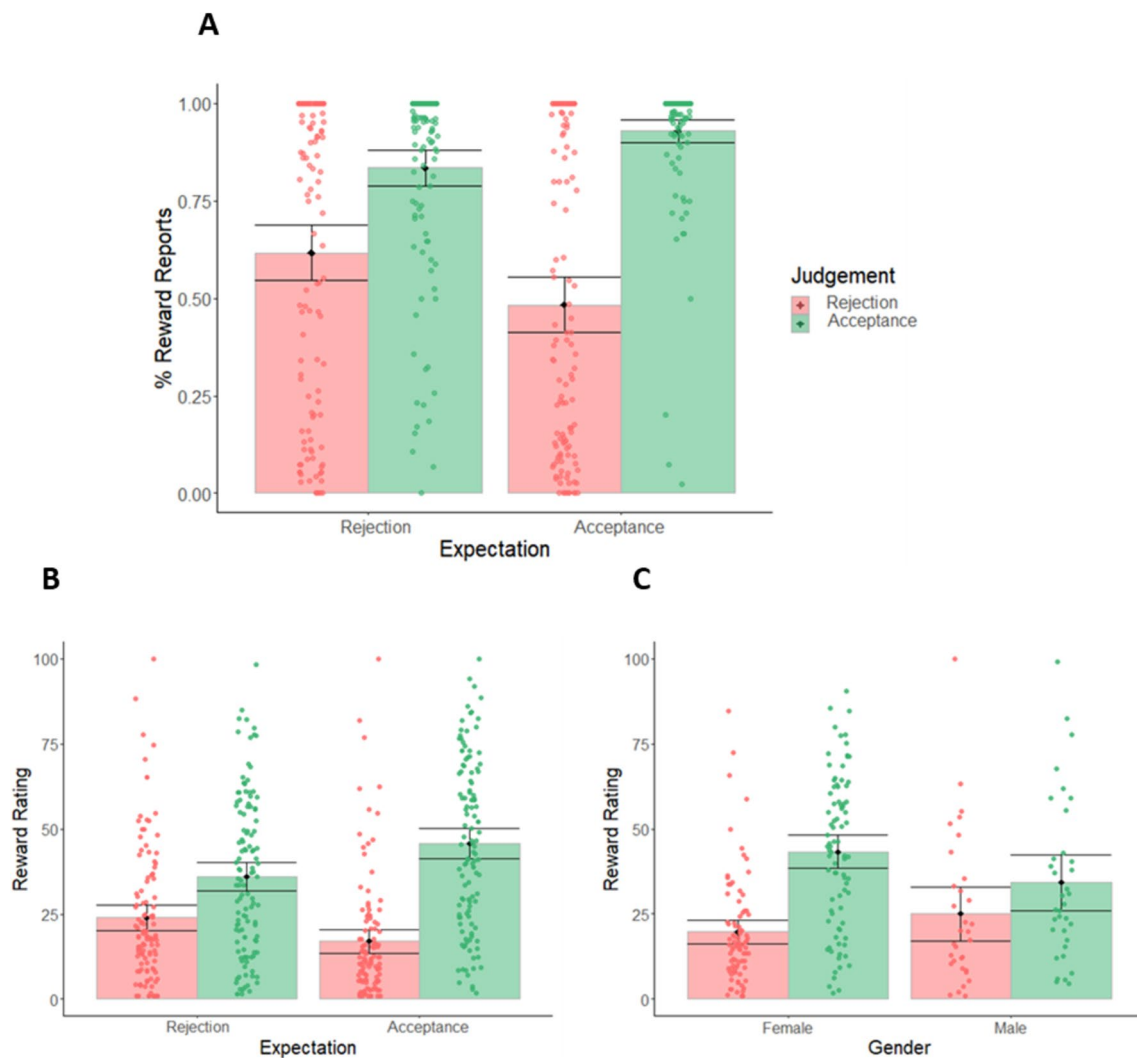 A
% Reward Reports
1.00
0.75
0.50
0.25
0.00
Rejection
Acceptance
Expectation
Judgement
Rejection
Acceptance
B
Reward Rating
100
75
50
25
0
Rejection
Acceptance
Expectation
C
Reward Rating
100
75
50
25
0
Female
Male
Gender